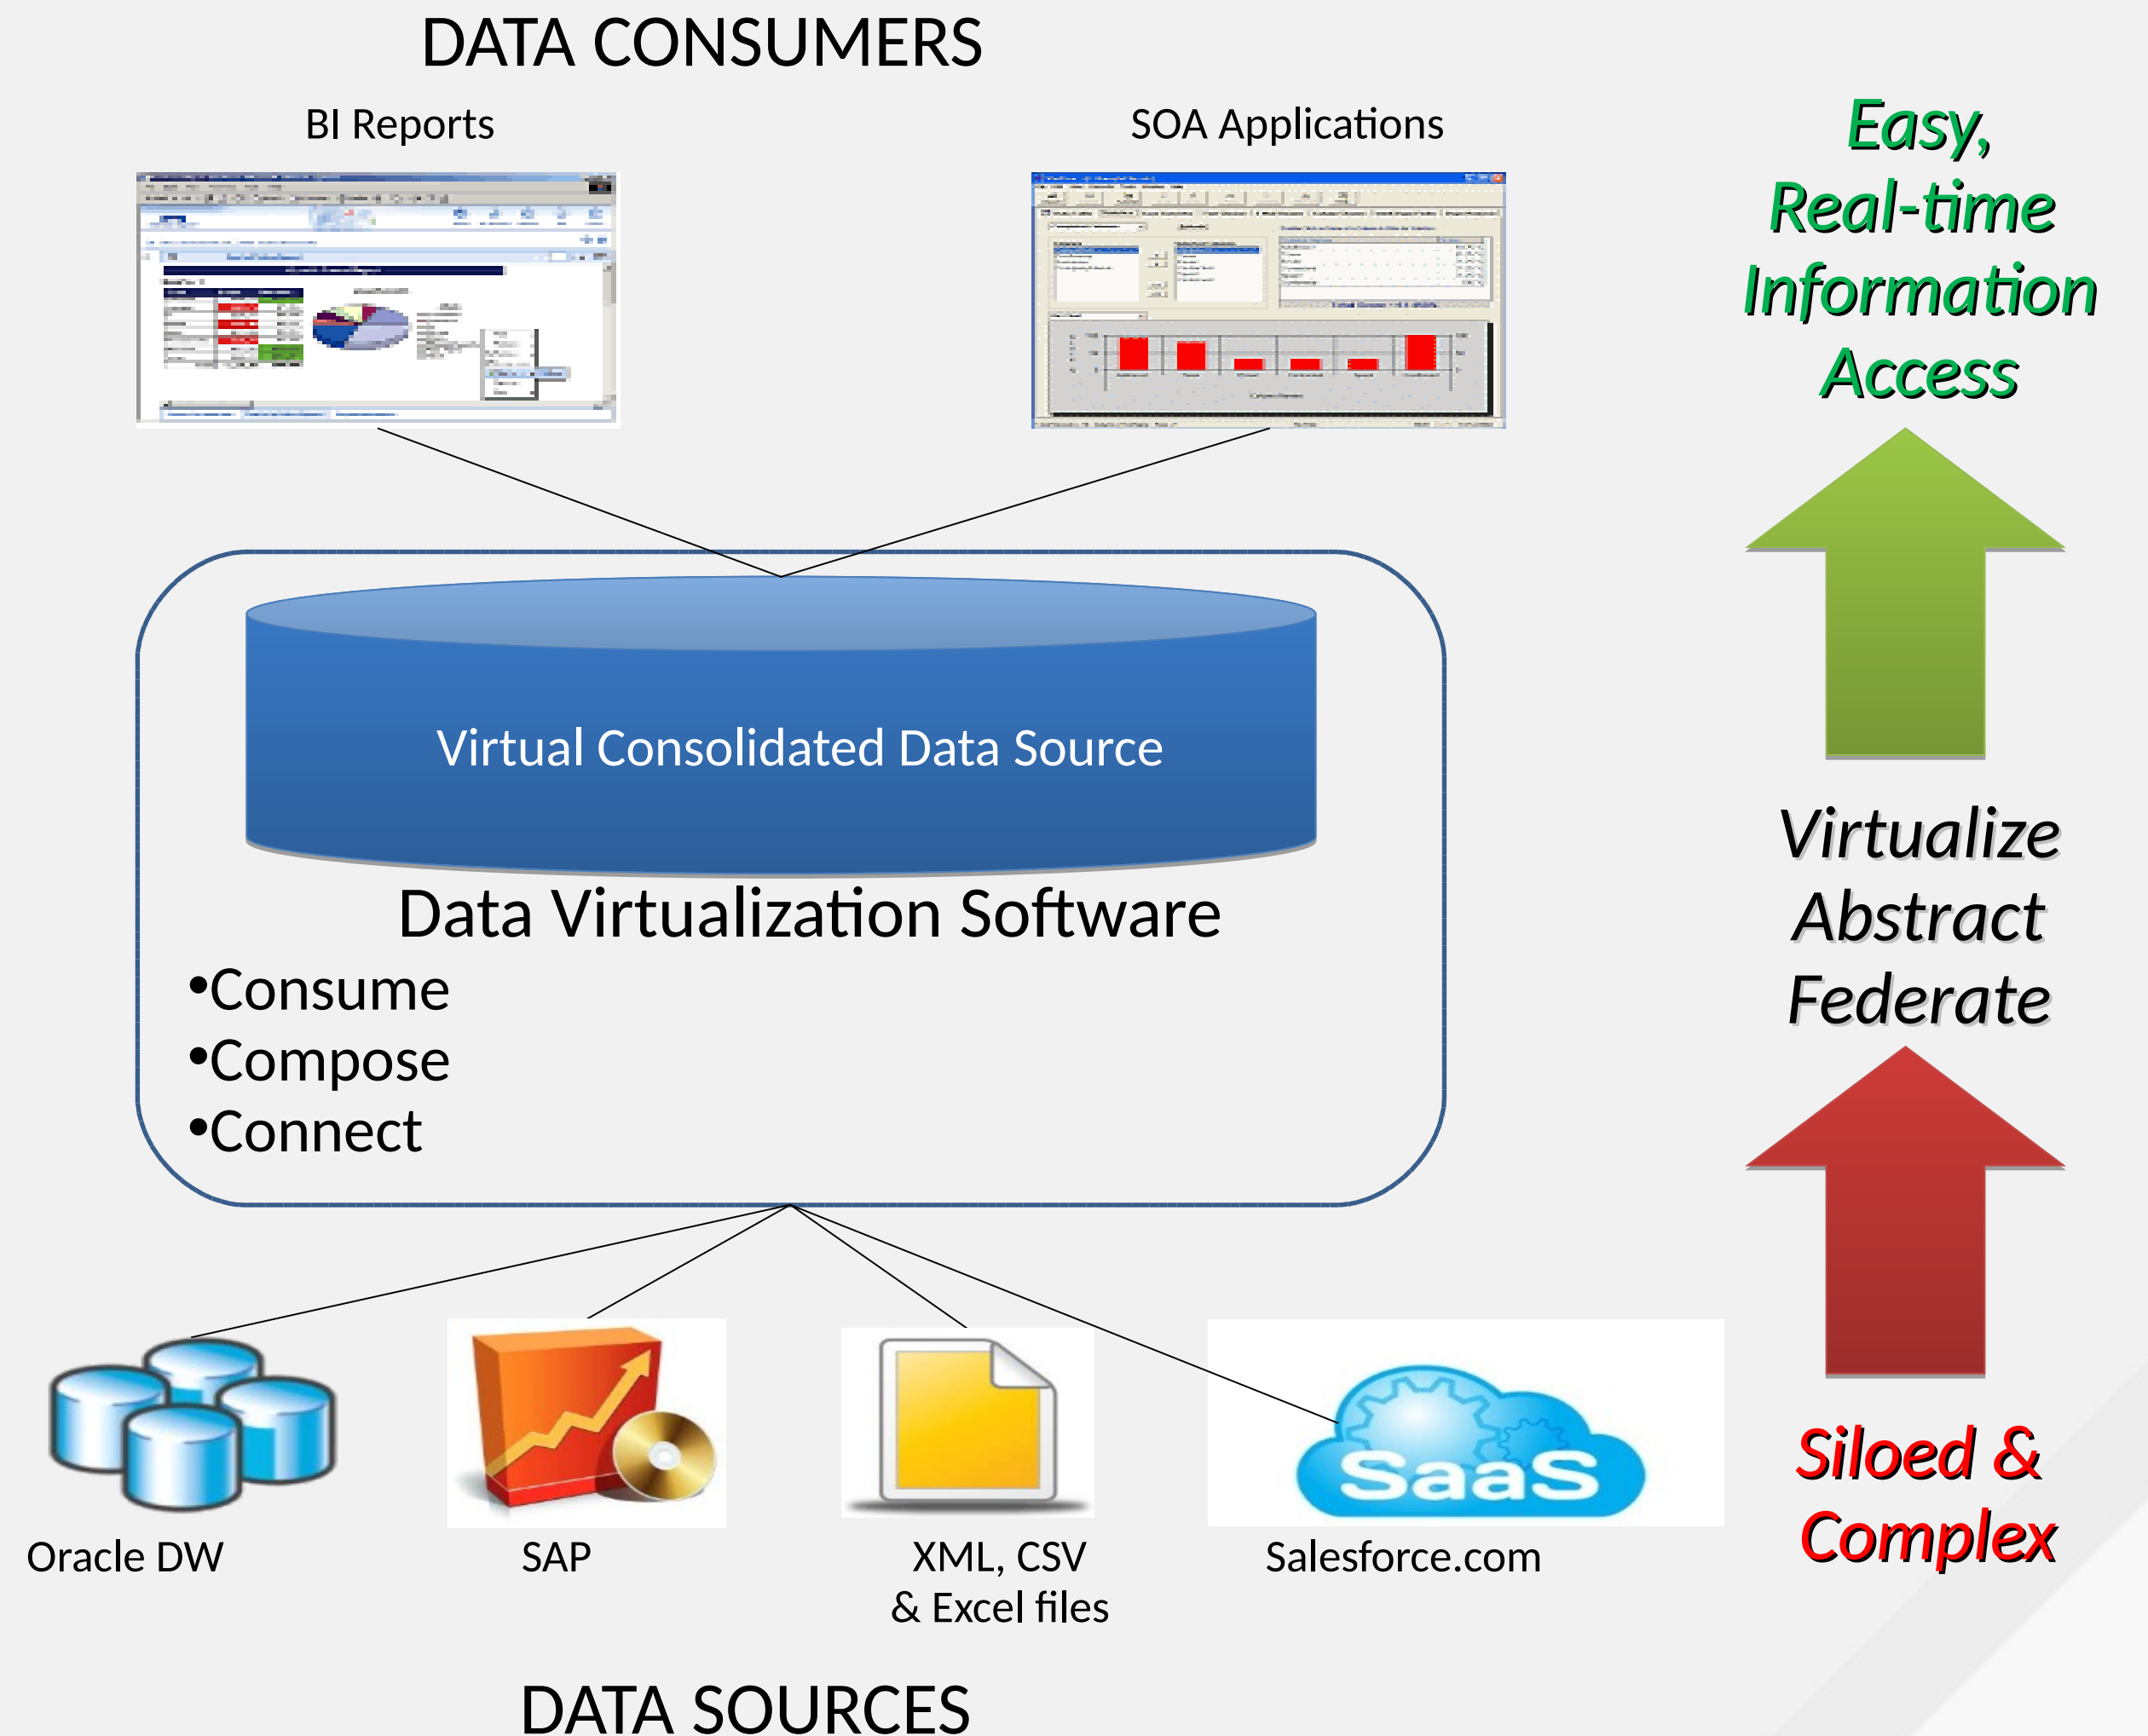 DATA CONSUMERS
BI Reports
SOA Applications
Easy,
Real-time
Information
Access
Virtual Consolidated Data Source
Data Virtualization Software
•Consume
•Compose
•Connect
Virtualize
Abstract
Federate
SaaS
Oracle DW
SAP
XML, CSV
& Excel files
Salesforce.com
Siloed &
Complex
DATA SOURCES